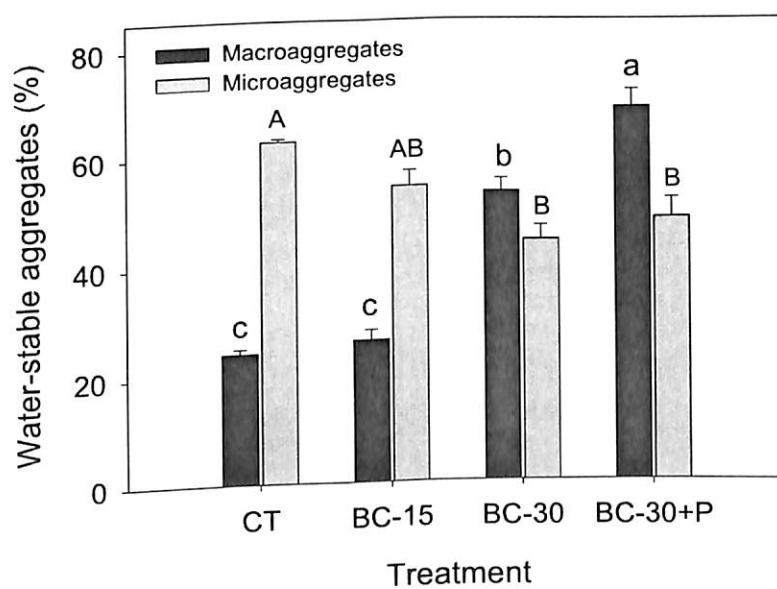 Water-stable aggregates (%)
80
60
40
20
0
Macroaggregates
Microaggregates
c
A
c
AB
b
B
a
B
CT BC-15 BC-30 BC-30+P
Treatment